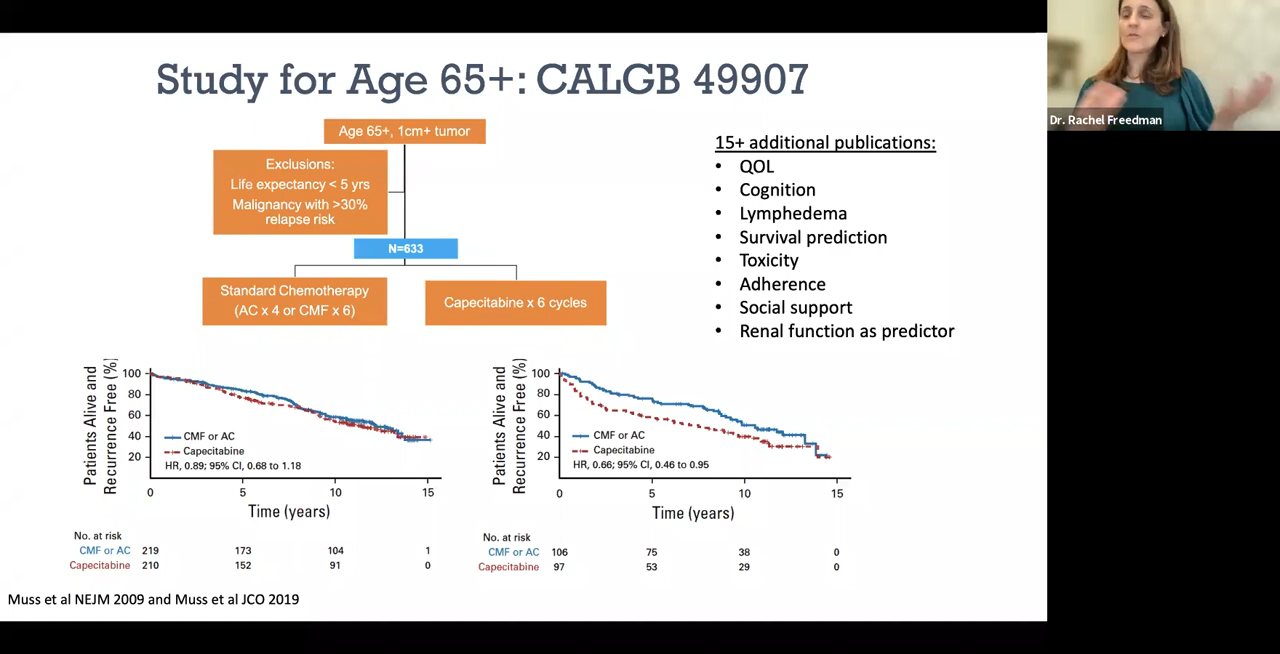 Study for Age 65+: CALGB 49907
Dr. Rachel Freedman
Age 65+, 1cm+ tumor
Exclusions:
Life expectancy < 5 yrs
Malignancy with >30%
relapse risk
N=633
Standard Chemotherapy
(AC x 4 or CMF x 6)
Capecitabine x 6 cycles
15+ additional publications:
• QOL
• Cognition
• Lymphedema
• Survival prediction
• Toxicity
• Adherence
• Social support
• Renal function as predictor
Patients Alive and
Recurrence Free (%)
100
80
60
40
20
CMF or AC
Capecitabine
HR, 0.89; 95% CI, 0.68 to 1.18
0 5 10 15
Time (years)
No. at risk
CMF or AC 219 173 104 1
Capecitabine 210 152 91 0
Patients Alive and
Recurrence Free (%)
100
80
60
40
20
CMF or AC
Capecitabine
HR, 0.66; 95% CI, 0.46 to 0.95
0 5 10 15
Time (years)
No. at risk
CMF or AC 106 75 38 0
Capecitabine 97 53 29 0
Muss et al NEJM 2009 and Muss et al JCO 2019